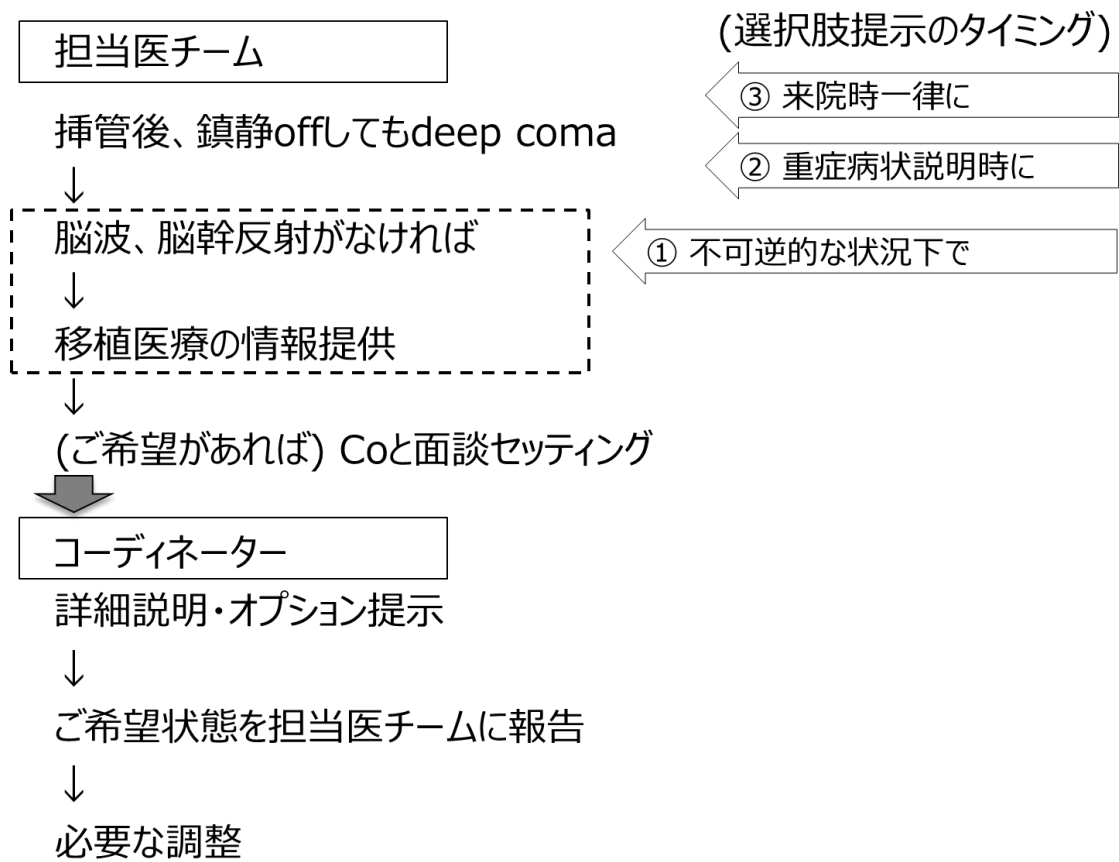 担当医チーム
(選択肢提示のタイミング)
③ 来院時一律に
挿管後、鎮静offしてもdeep coma
② 重症病状説明時に
↓
脳波、脳幹反射がなければ
① 不可逆的な状況下で
↓
移植医療の情報提供
↓
(ご希望があれば) Coと面談セッティング
コーディネーター
詳細説明・オプション提示
↓
ご希望状態を担当医チームに報告
↓
必要な調整